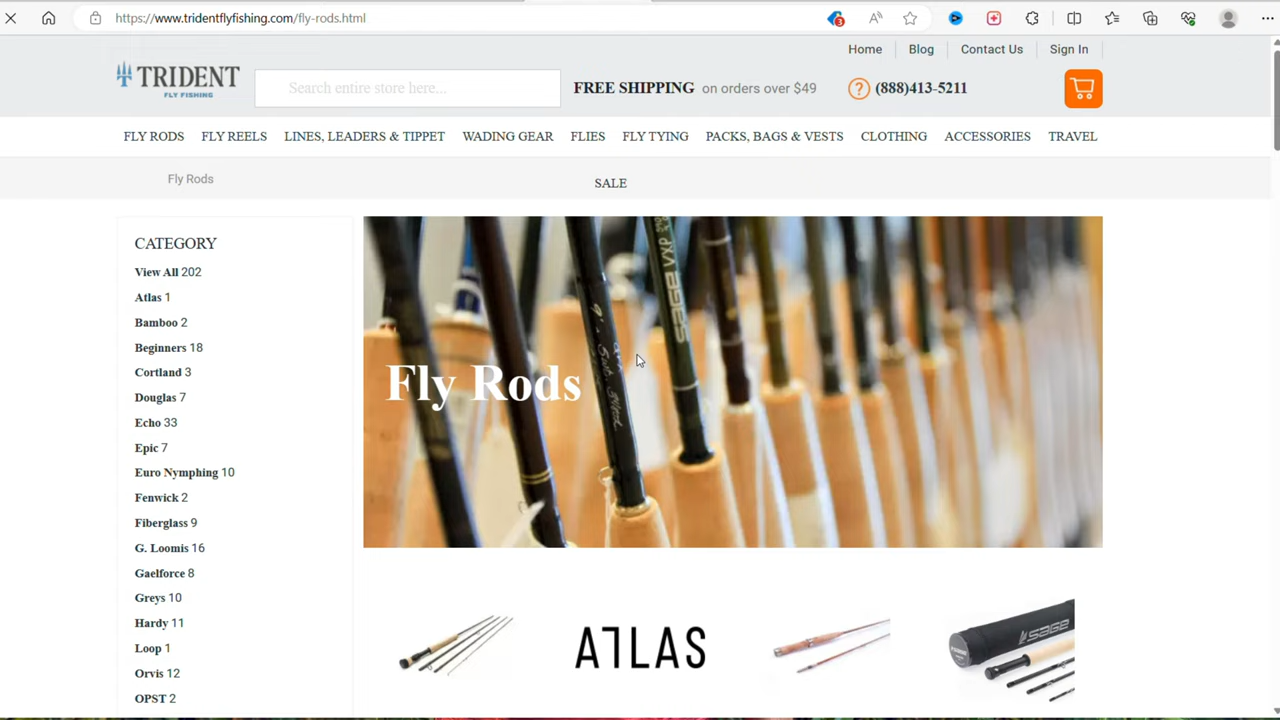 https://www.tridentflyfishing.com/fly-rods.html
3
Home Blog Contact Us Sign In
TRIDENT
FLY FISHING
Search entire store here...
FREE SHIPPING on orders over $49
? (888)413-5211
FLY RODS FLY REELS LINES, LEADERS & TIPPET WADING GEAR FLIES FLY TYING PACKS, BAGS & VESTS CLOTHING ACCESSORIES TRAVEL
Fly Rods
SALE
CATEGORY
View All 202
Atlas 1
Bamboo 2
Beginners 18
Cortland 3
Douglas 7
Echo 33
Epic 7
Euro Nymphing 10
Fenwick 2
Fiberglass 9
G. Loomis 16
Gaelforce 8
Greys 10
Hardy 11
Loop 1
Orvis 12
OPST 2
SAGE VXP
Fly Rods
ATLAS
SAGE